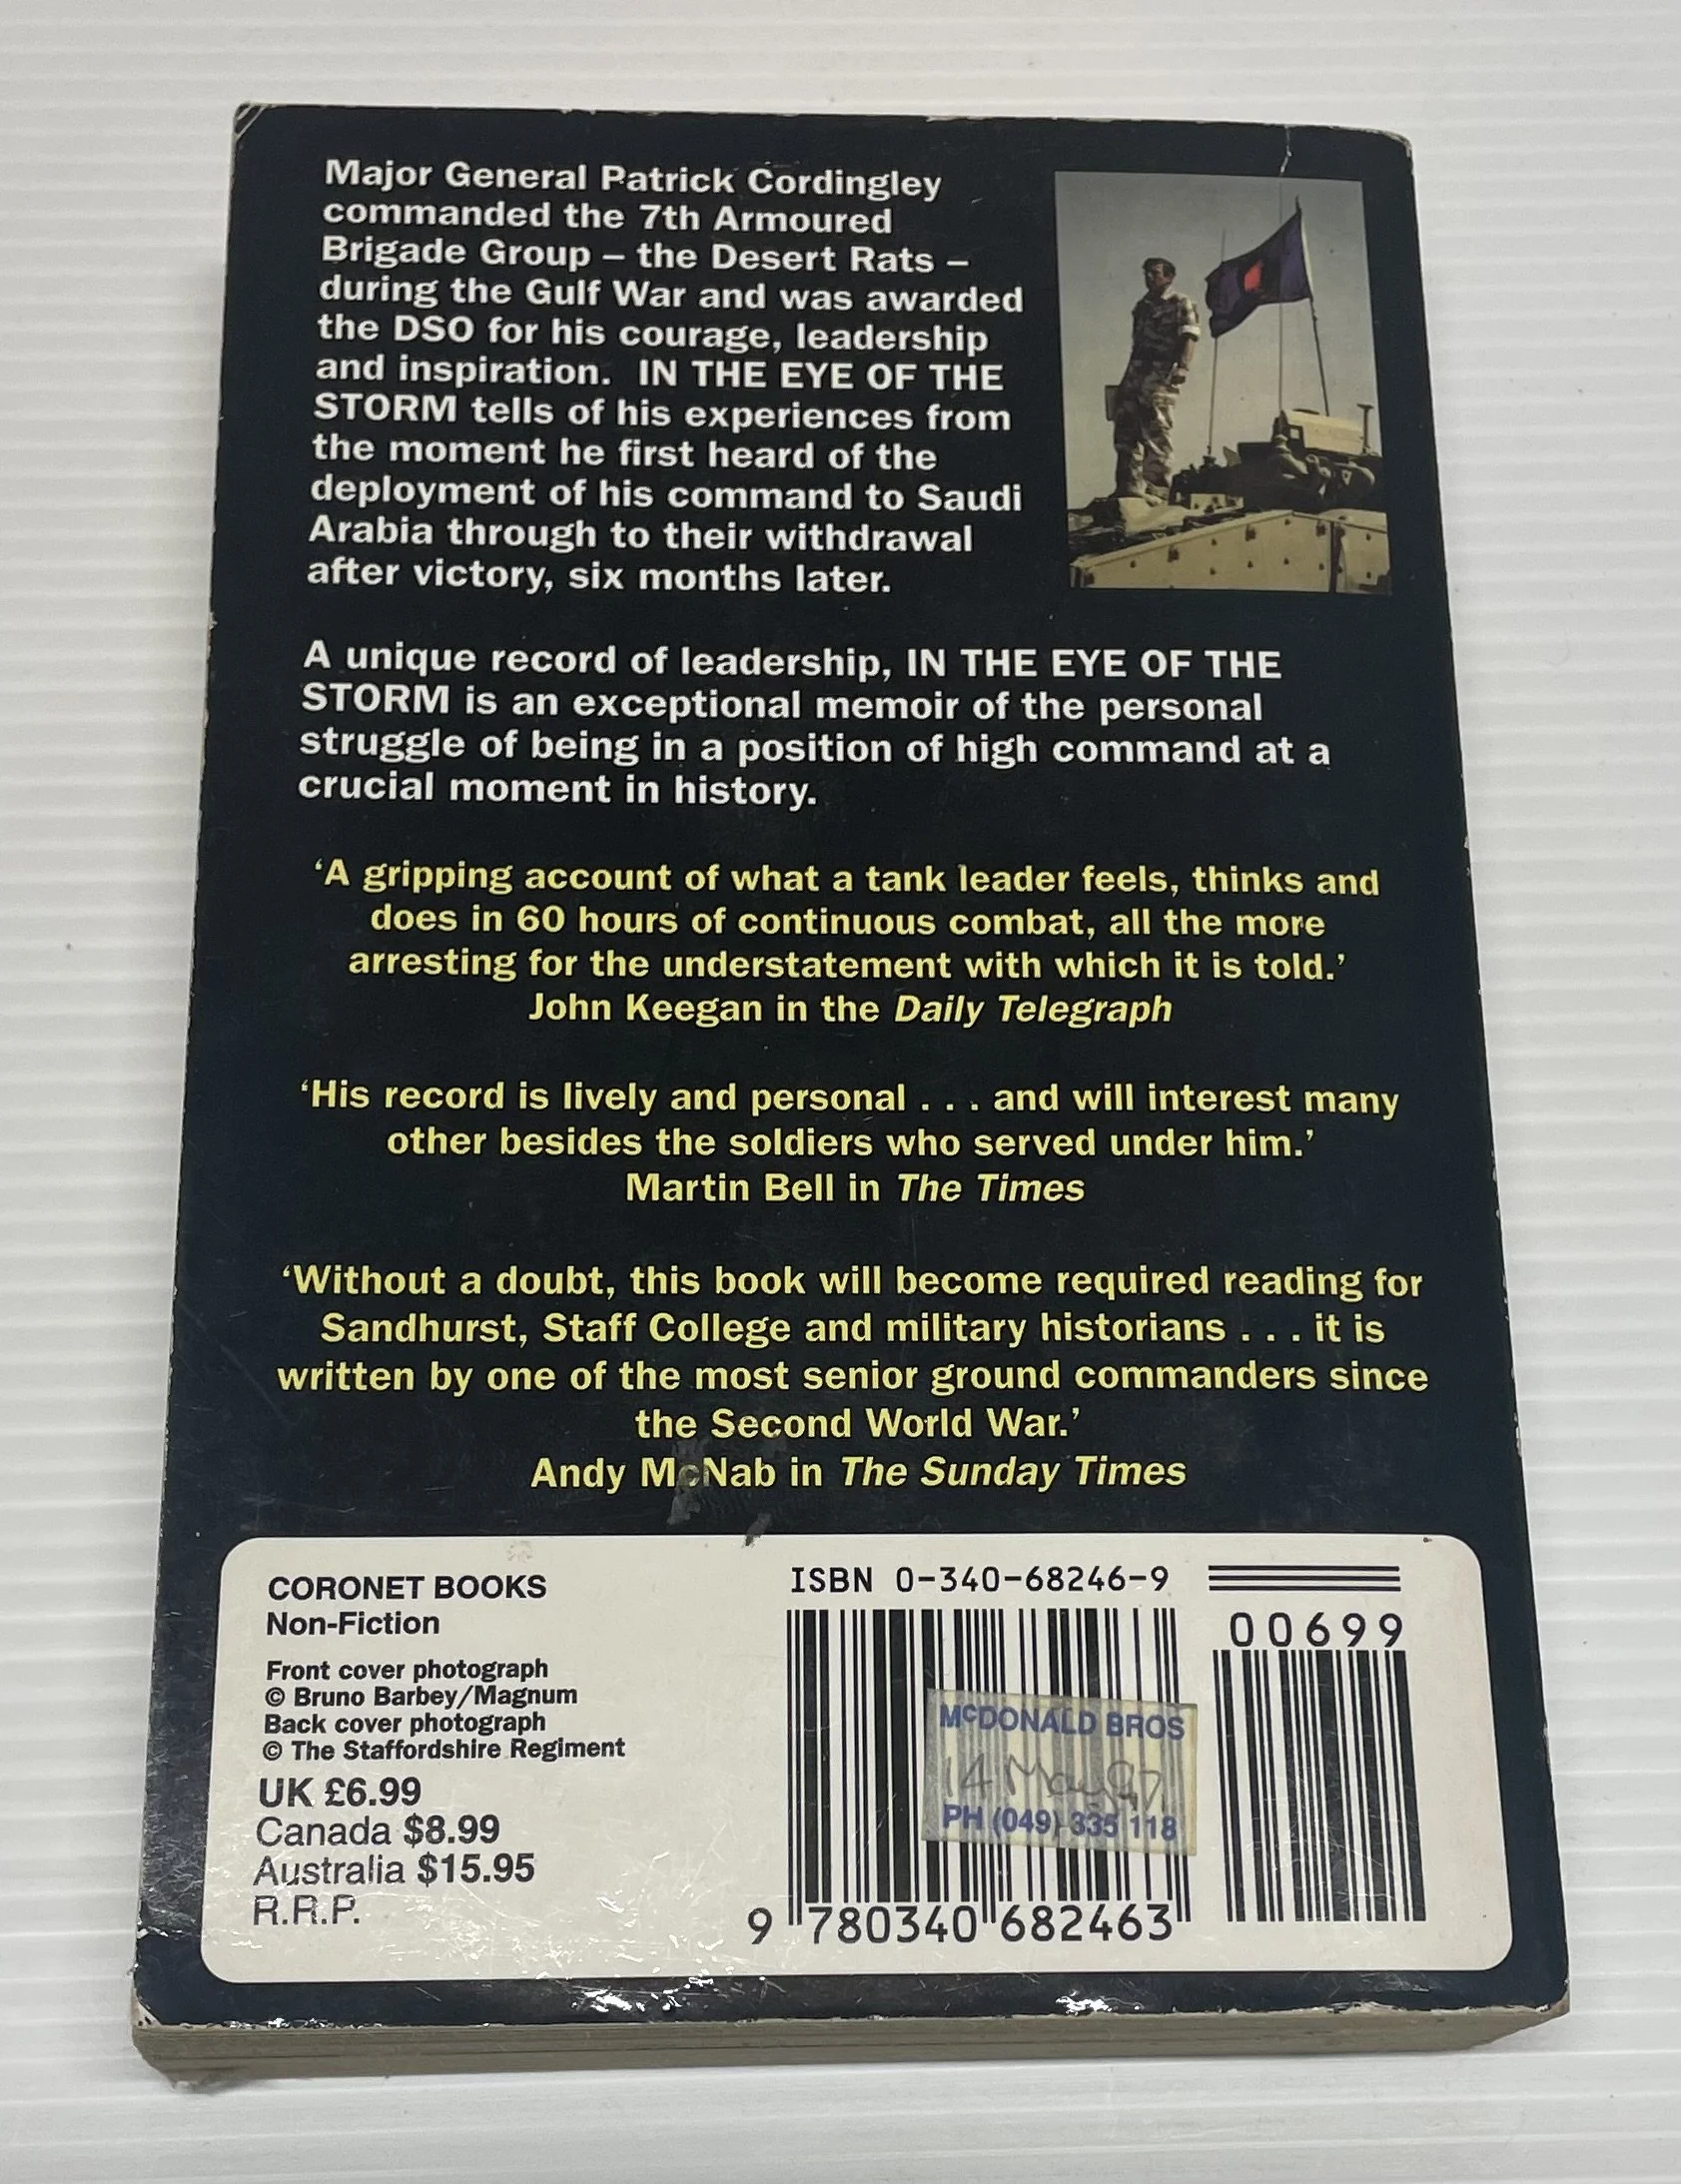 Major General Patrick Cordingley
commanded the 7th Armoured
Brigade Group – the Desert Rats –
during the Gulf War and was awarded
the DSO for his courage, leadership
and inspiration. IN THE EYE OF THE
STORM tells of his experiences from
the moment he first heard of the
deployment of his command to Saudi
Arabia through to their withdrawal
after victory, six months later.
A unique record of leadership, IN THE EYE OF THE
STORM is an exceptional memoir of the personal
struggle of being in a position of high command at a
crucial moment in history.
‘A gripping account of what a tank leader feels, thinks and
does in 60 hours of continuous combat, all the more
arresting for the understatement with which it is told.’
John Keegan in the Daily Telegraph
‘His record is lively and personal . . . and will interest many
other besides the soldiers who served under him.’
Martin Bell in The Times
‘Without a doubt, this book will become required reading for
Sandhurst, Staff College and military historians . . . it is
written by one of the most senior ground commanders since
the Second World War.’
Andy McNab in The Sunday Times
CORONET BOOKS
Non-Fiction
Front cover photograph
© Bruno Barbey/Magnum
Back cover photograph
© The Staffordshire Regiment
UK £6.99
Canada $8.99
Australia $15.95
R.R.P.
ISBN 0-340-68246-9
00699
McDONALD BROS
14 May 97
PH (049) 335 118
9 780340 682463